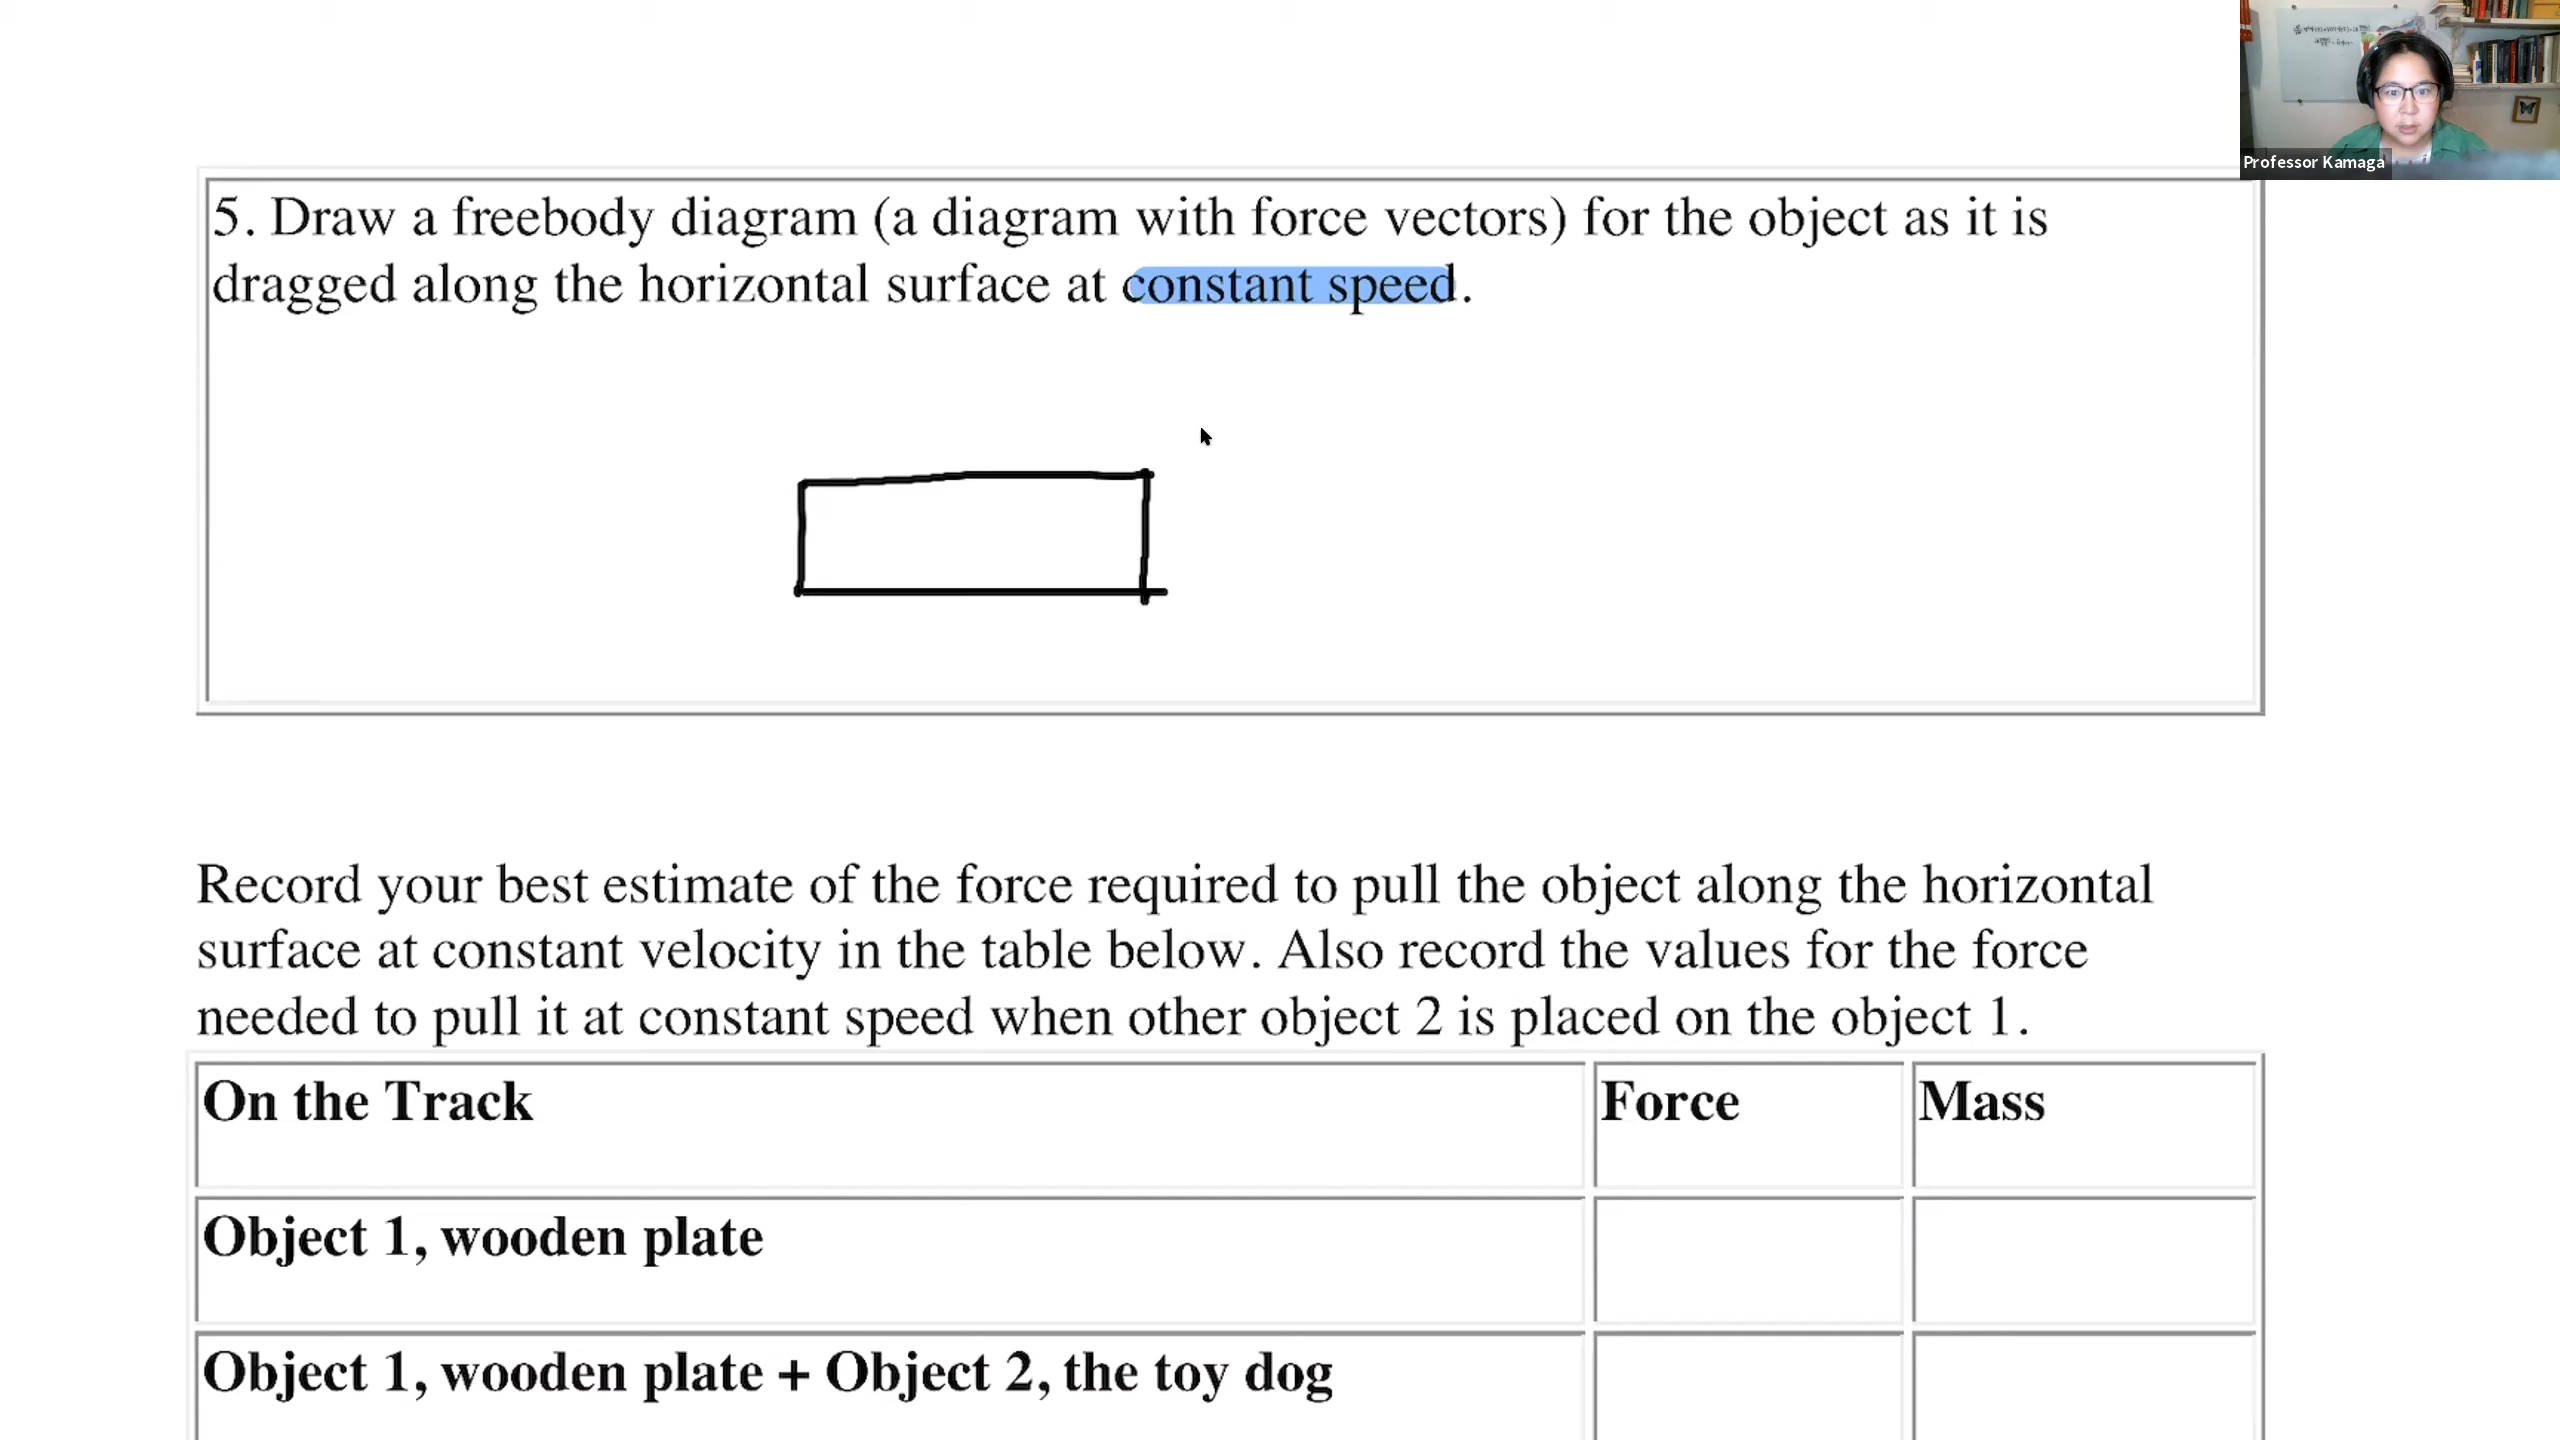 Professor Kamaga
5. Draw a freebody diagram (a diagram with force vectors) for the object as it is
dragged along the horizontal surface at constant speed.
Record your best estimate of the force required to pull the object along the horizontal
surface at constant velocity in the table below. Also record the values for the force
needed to pull it at constant speed when other object 2 is placed on the object 1.
On the Track Force Mass
Object 1, wooden plate
Object 1, wooden plate + Object 2, the toy dog